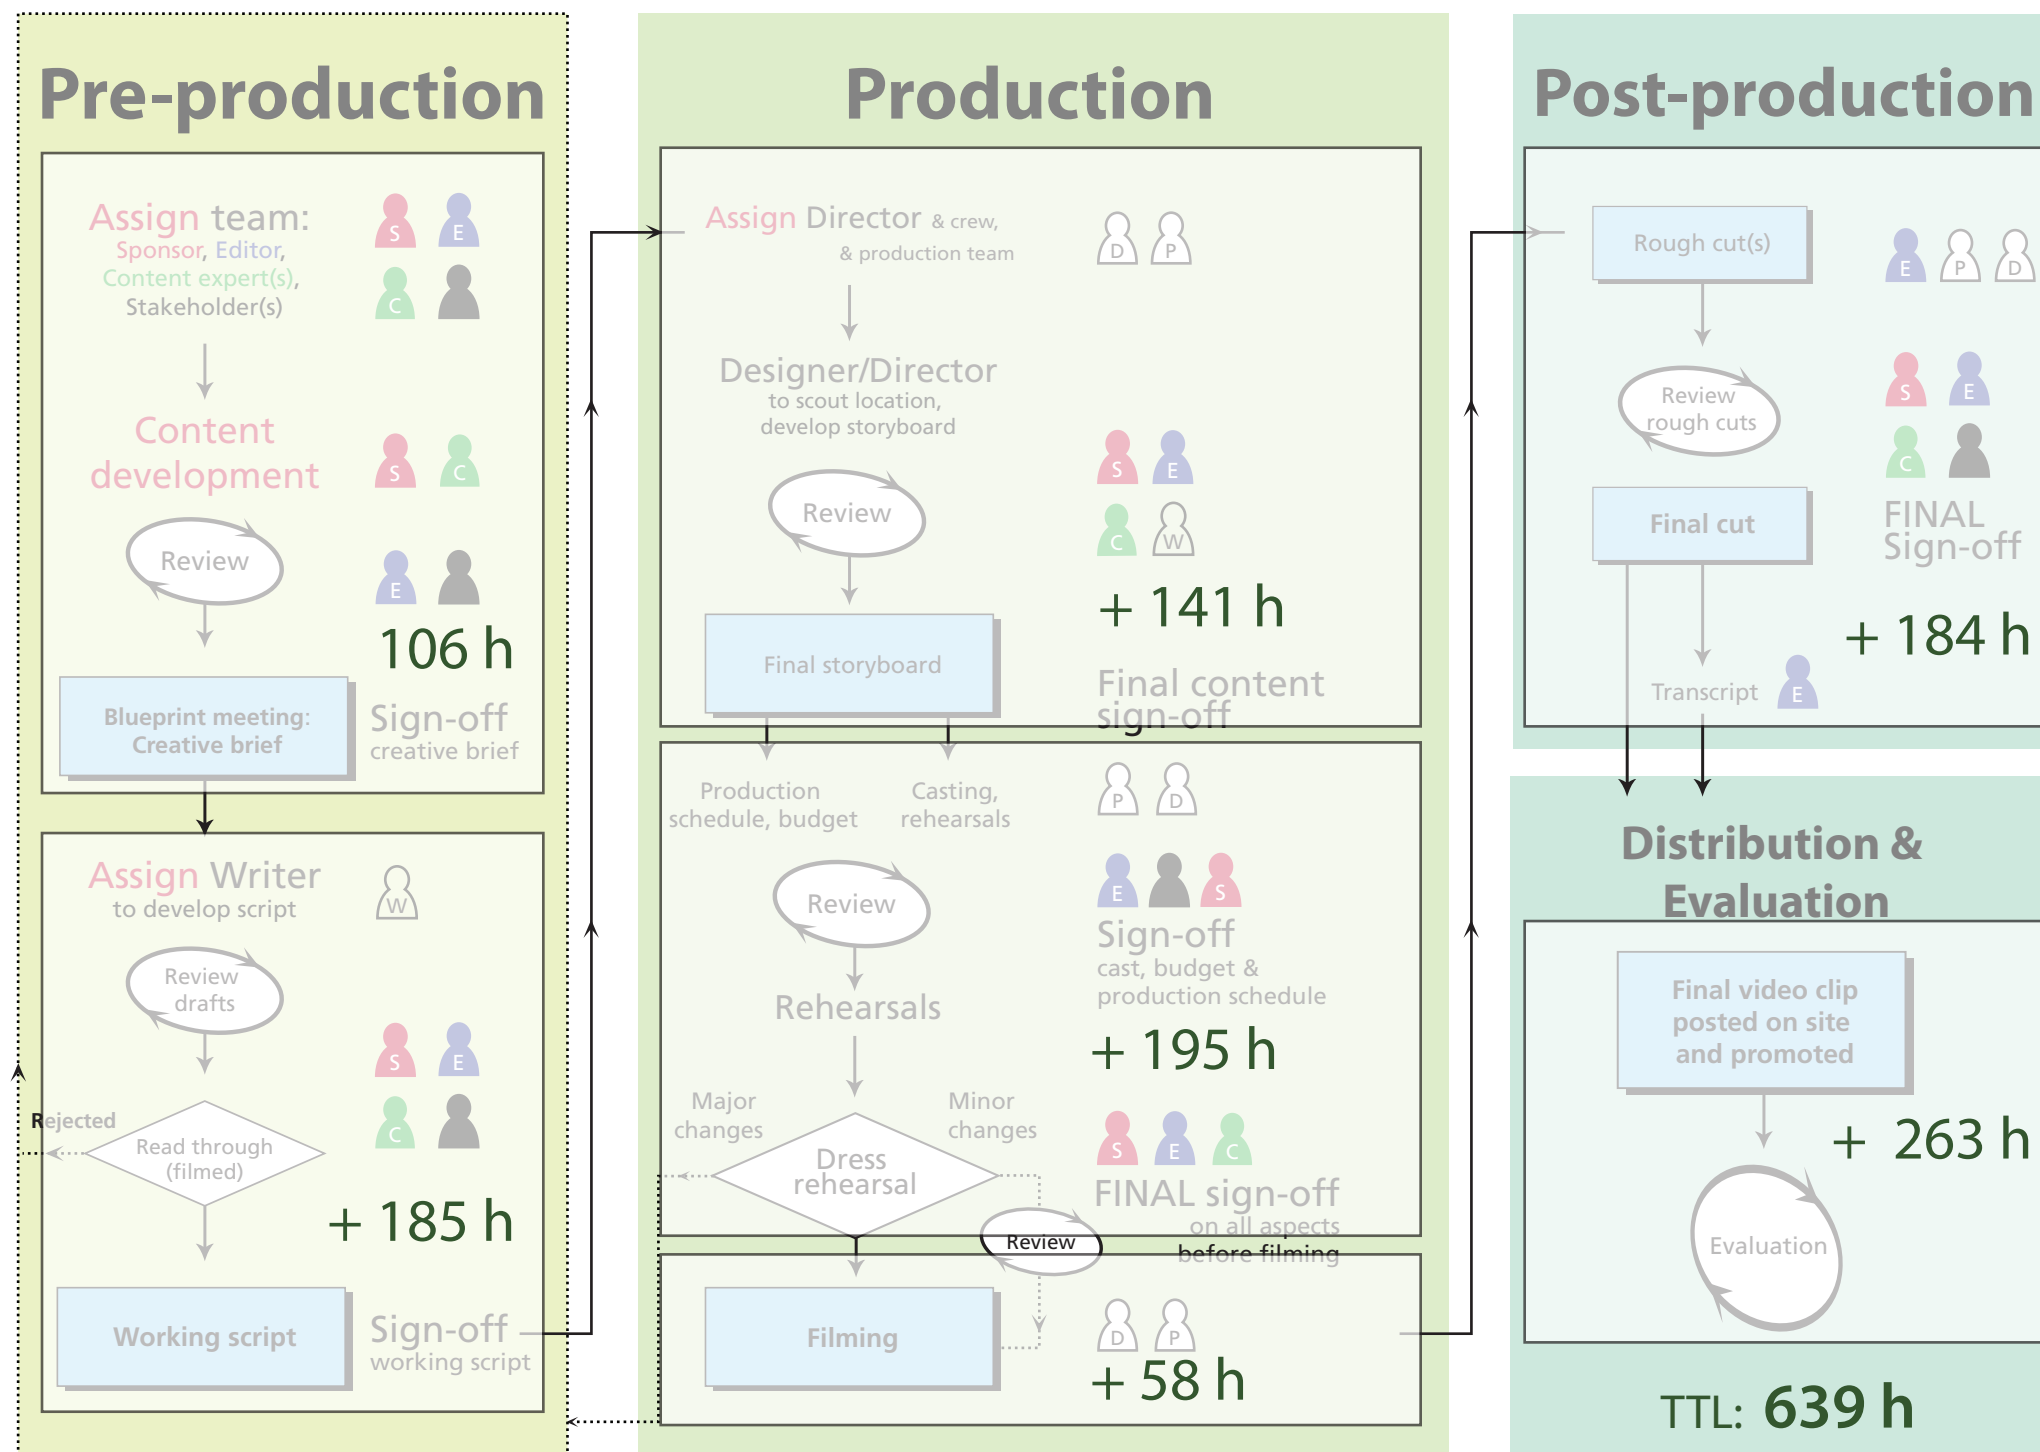 Pre-production
Assign team:
Sponsor, Editor,
Content expert(s),
Stakeholder(s)
S
E
C
Content
development
S
C
Review
E
106 h
Blueprint meeting:
Creative brief
Sign-off
creative brief
Assign Writer
to develop script
W
Review
drafts
S
E
Rejected
C
Read through
(filmed)
+ 185 h
Working script
Sign-off
working script
Production
Assign Director & crew,
& production team
D
P
Designer/Director
to scout location,
develop storyboard
S
E
Review
C
W
+ 141 h
Final storyboard
Final content
sign-off
Production
schedule, budget
Casting,
rehearsals
P
D
Review
E
S
Sign-off
cast, budget &
production schedule
Rehearsals
+ 195 h
Major
changes
Minor
changes
Dress
rehearsal
S
E
C
FINAL sign-off
on all aspects
before filming
Review
Filming
D
P
+ 58 h
Post-production
Rough cut(s)
E
P
D
Review
rough cuts
S
E
C
Final cut
FINAL
Sign-off
+ 184 h
Transcript
E
Distribution &
Evaluation
Final video clip
posted on site
and promoted
+ 263 h
Evaluation
TTL: 639 h